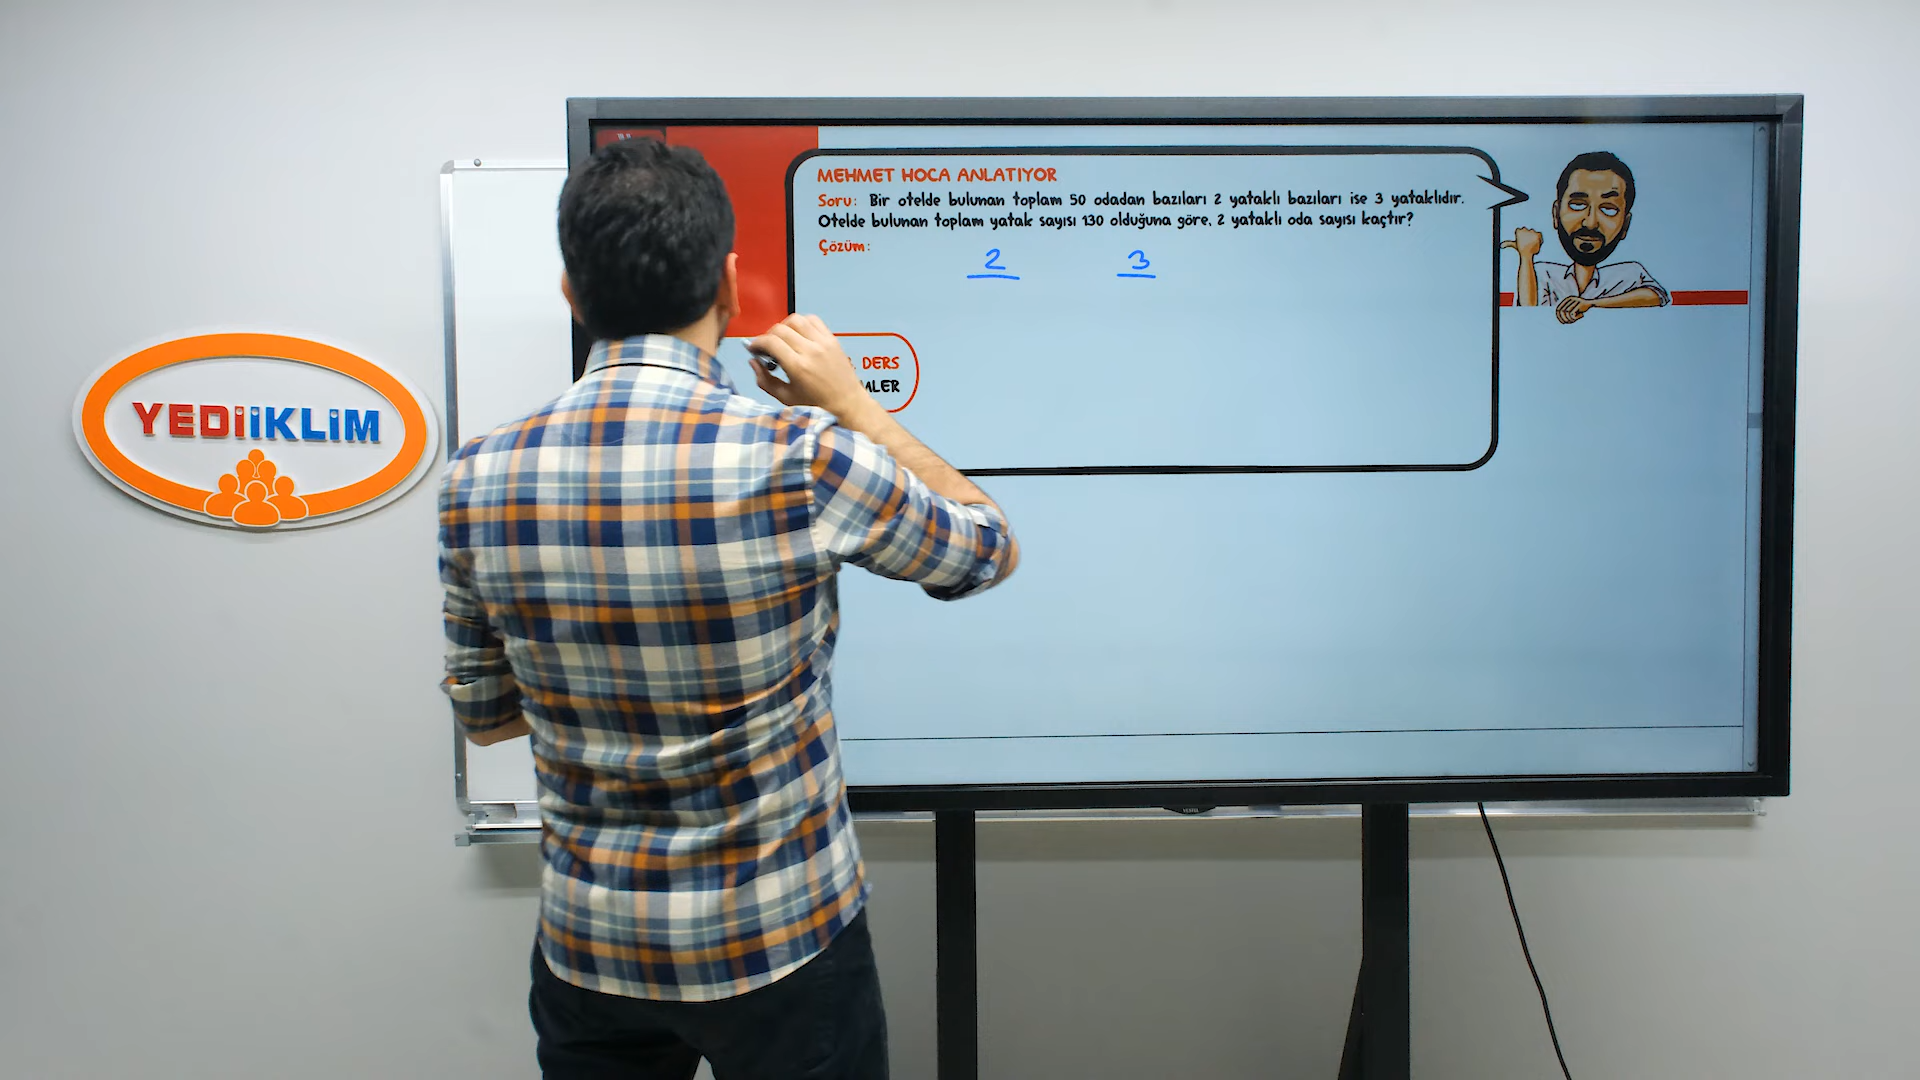 YEDiiKLiM
MEHMET HOCA ANLATIYOR
Soru: Bir otelde bulunan toplam 50 odadan bazıları 2 yataklı bazıları ise 3 yataklıdır.
Otelde bulunan toplam yatak sayısı 130 olduğuna göre, 2 yataklı oda sayısı kaçtır?
Çözüm:
2 3
DERS